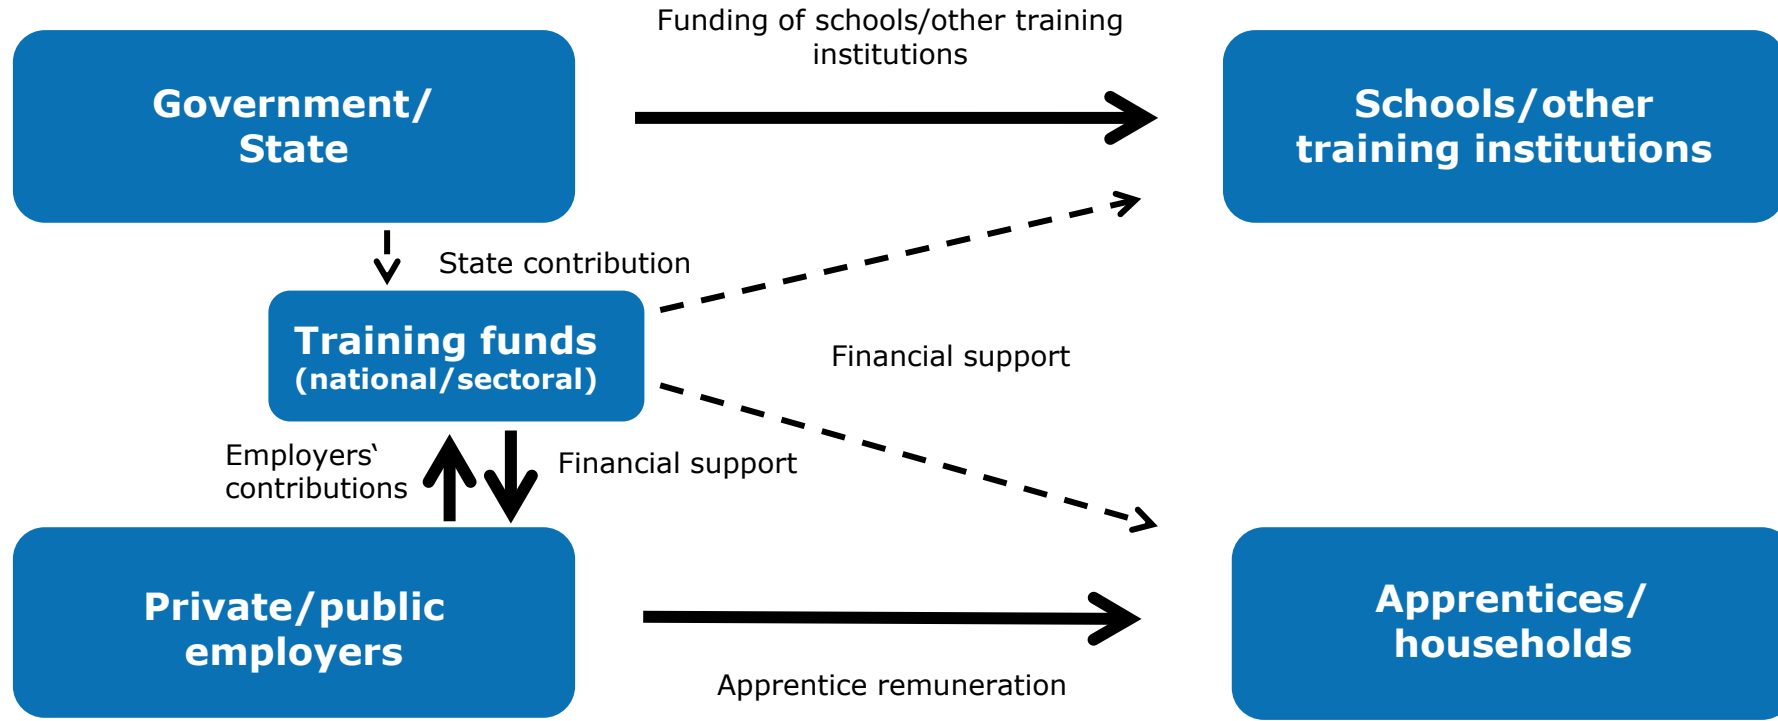 Funding of schools/other training
institutions
Government/
State
Schools/other
training institutions
State contribution
Training funds
(national/sectoral)
Financial support
Employers‘
contributions
Financial support
Private/public
employers
Apprentices/
households
Apprentice remuneration